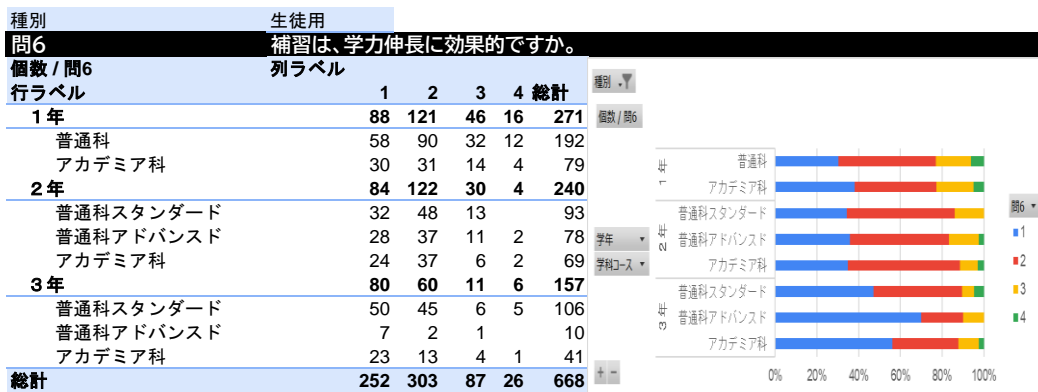 種別 生徒用
問6 補習は、学力伸長に効果的ですか。
個数 / 問6 列ラベル
行ラベル 1 2 3 4 総計
1年 88 121 46 16 271
普通科 58 90 32 12 192
アカデミア科 30 31 14 4 79
2年 84 122 30 4 240
普通科スタンダード 32 48 13 93
普通科アドバンスド 28 37 11 2 78
アカデミア科 24 37 6 2 69
3年 80 60 11 6 157
普通科スタンダード 50 45 6 5 106
普通科アドバンスド 7 2 1 10
アカデミア科 23 13 4 1 41
総計 252 303 87 26 668
種別
個数 / 問6
学年
学科コース
1年
普通科
アカデミア科
2年
普通科スタンダード
普通科アドバンスド
アカデミア科
3年
普通科スタンダード
普通科アドバンスド
アカデミア科
0% 20% 40% 60% 80% 100%
問6
1
2
3
4
+ -